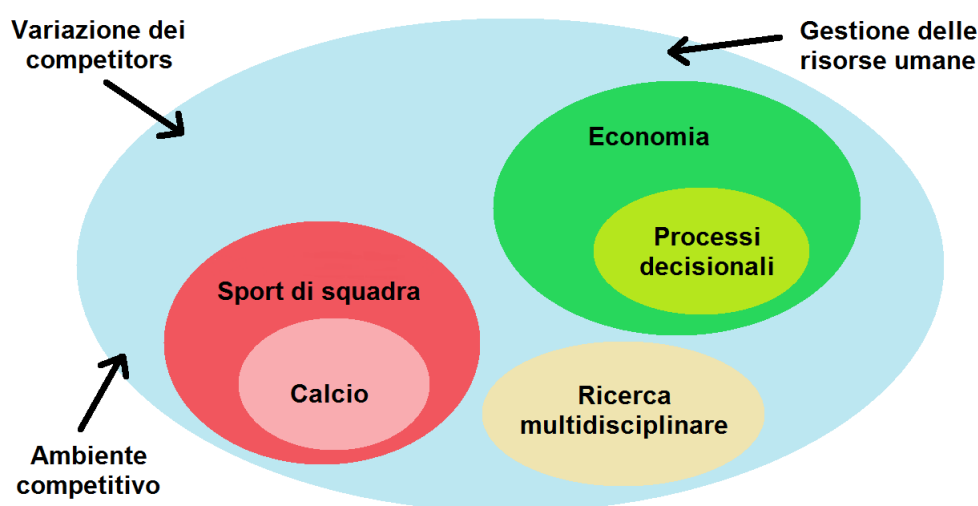 Variazione dei
competitors
Gestione delle
risorse umane
Economia
Processi
decisionali
Sport di squadra
Calcio
Ricerca
multidisciplinare
Ambiente
competitivo